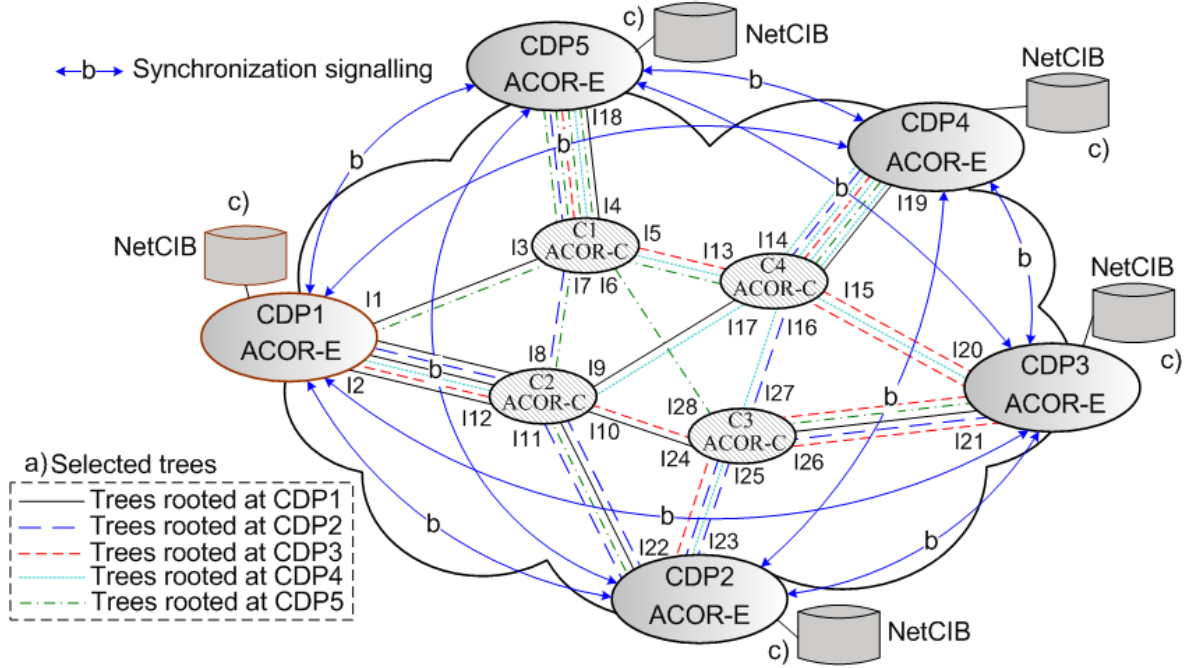 c)
NetCIB
CDP5
ACOR-E
b
Synchronization signalling
c)
NetCIB
CDP4
ACOR-E
c)
b
I18
b
b
b
I19
c)
NetCIB
I4
C1
ACOR-C
I3
I5
I7
I6
I13
I14
C4
ACOR-C
I15
I17
I16
b
NetCIB
c)
CDP1
ACOR-E
I1
I2
I8
I9
C2
ACOR-C
I12
I11
I10
b
I20
CDP3
ACOR-E
I21
b
I27
I28
C3
ACOR-C
I24
I25
I26
a) Selected trees
Trees rooted at CDP1
Trees rooted at CDP2
Trees rooted at CDP3
Trees rooted at CDP4
Trees rooted at CDP5
b
b
b
I22
I23
CDP2
ACOR-E
NetCIB
c)